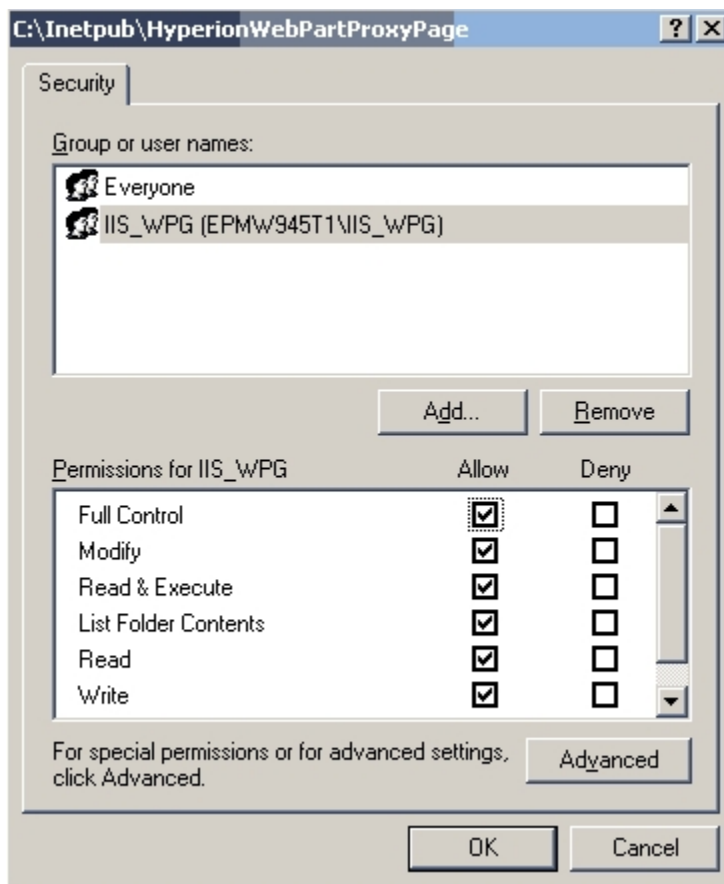 C:\Inetpub\HyperionWebPartProxyPage
Security
Group or user names:
Everyone
IIS_WPG (EPMW945T1\IIS_WPG)
Add... Remove
Permissions for IIS_WPG Allow Deny
Full Control
Modify
Read & Execute
List Folder Contents
Read
Write
For special permissions or for advanced settings,
click Advanced.
Advanced
OK Cancel